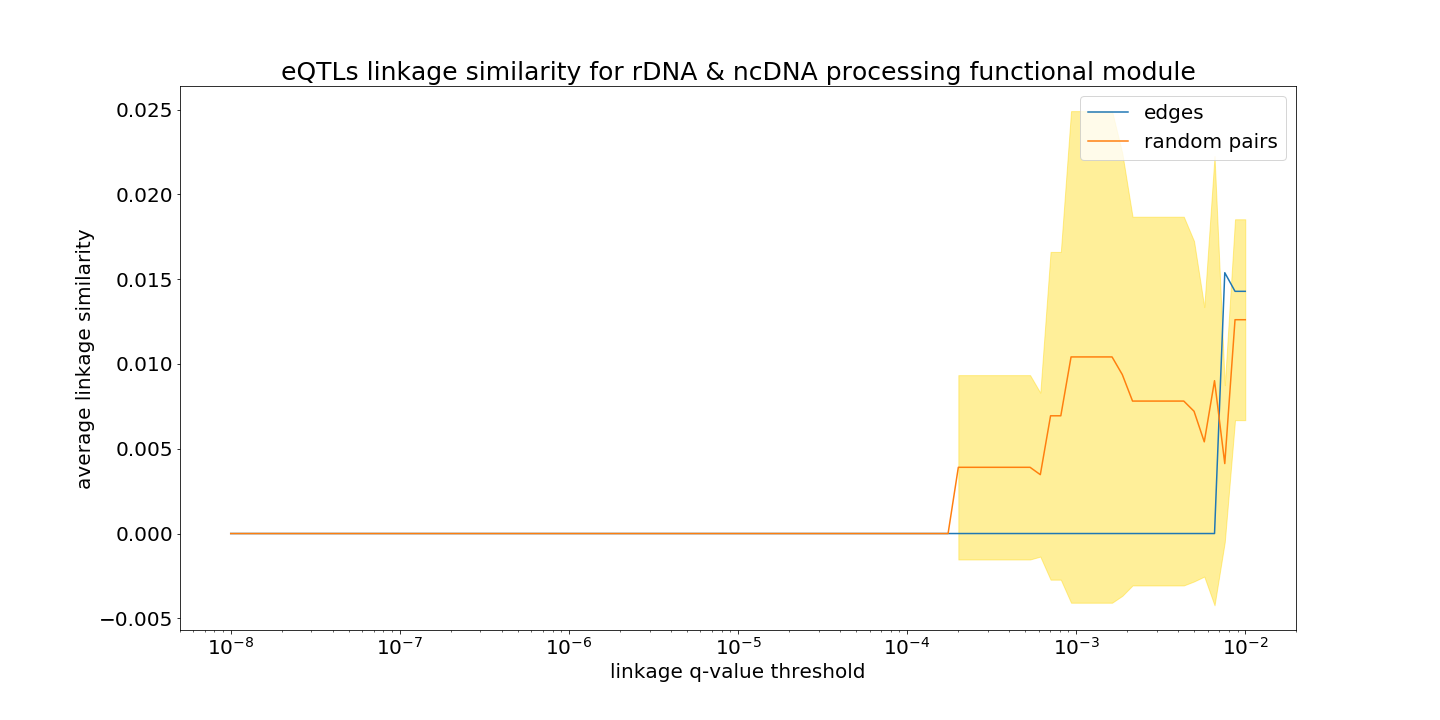 eQTLs linkage similarity for rDNA & ncDNA processing functional module
edges
random pairs
average linkage similarity
0.025
0.020
0.015
0.010
0.005
0.000
−0.005
10⁻⁸ 10⁻⁷ 10⁻⁶ 10⁻⁵ 10⁻⁴ 10⁻³ 10⁻²
linkage q-value threshold